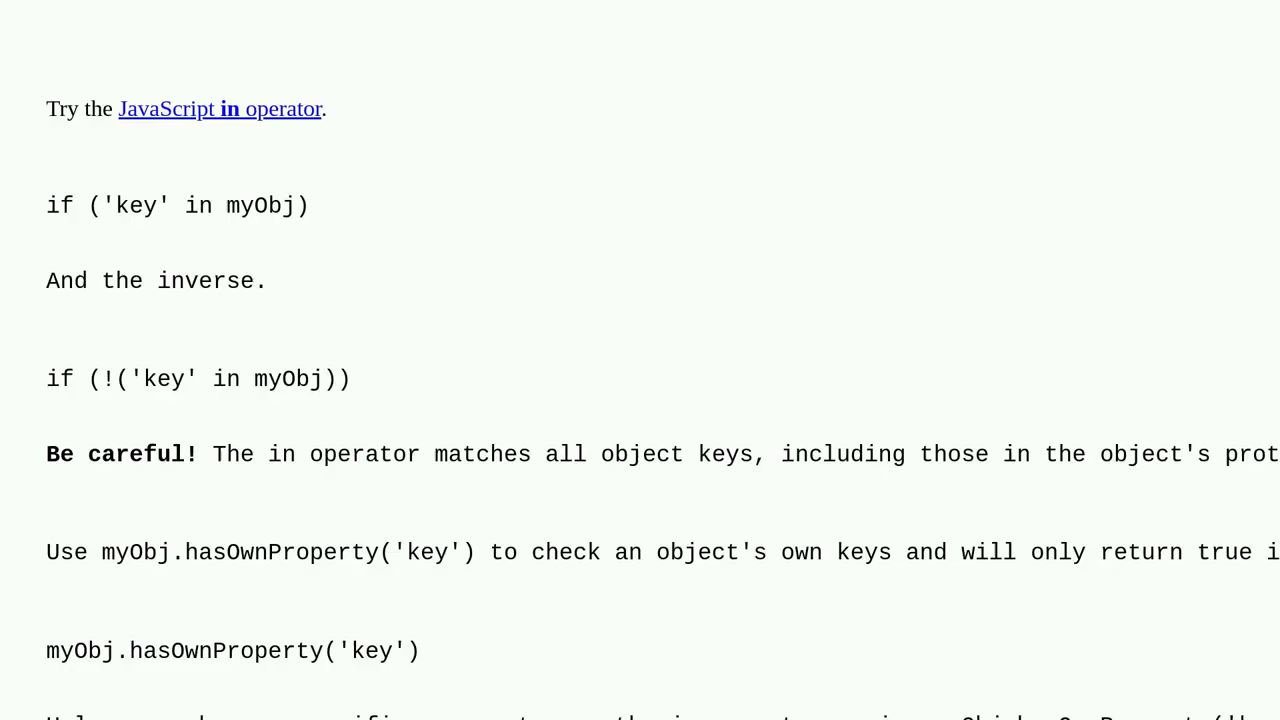 Try the JavaScript in operator.
if ('key' in myObj)
And the inverse.
if (!('key' in myObj))
Be careful! The in operator matches all object keys, including those in the object's prot
Use myObj.hasOwnProperty('key') to check an object's own keys and will only return true i
myObj.hasOwnProperty('key')